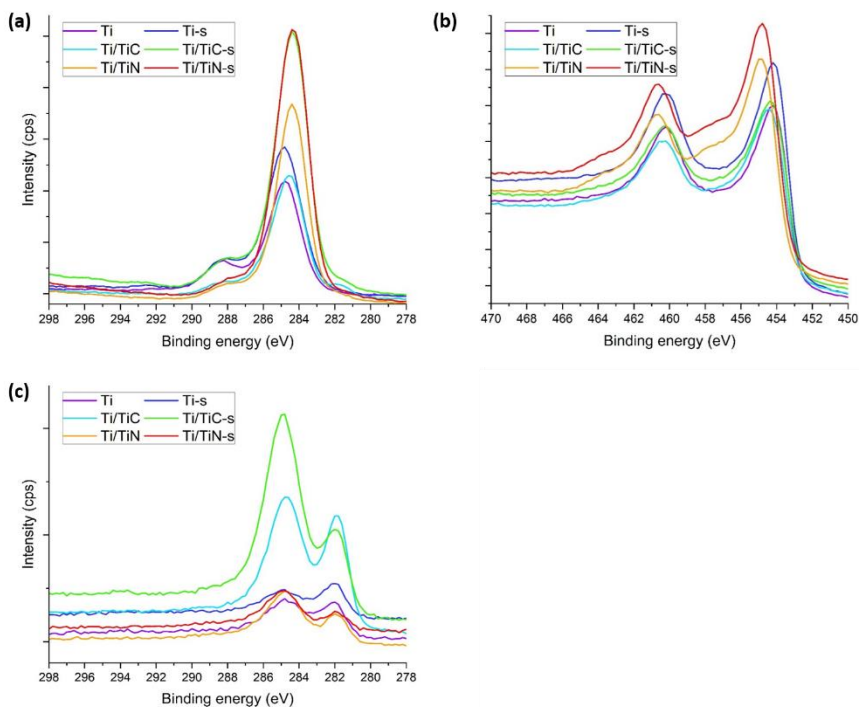 (a)
Ti Ti-s
Ti/TiC Ti/TiC-s
Ti/TiN Ti/TiN-s
Intensity (cps)
298 296 294 292 290 288 286 284 282 280 278
Binding energy (eV)
(b)
Ti Ti-s
Ti/TiC Ti/TiC-s
Ti/TiN Ti/TiN-s
Intensity (cps)
470 468 466 464 462 460 458 456 454 452 450
Binding energy (eV)
(c)
Ti Ti-s
Ti/TiC Ti/TiC-s
Ti/TiN Ti/TiN-s
Intensity (cps)
298 296 294 292 290 288 286 284 282 280 278
Binding energy (eV)